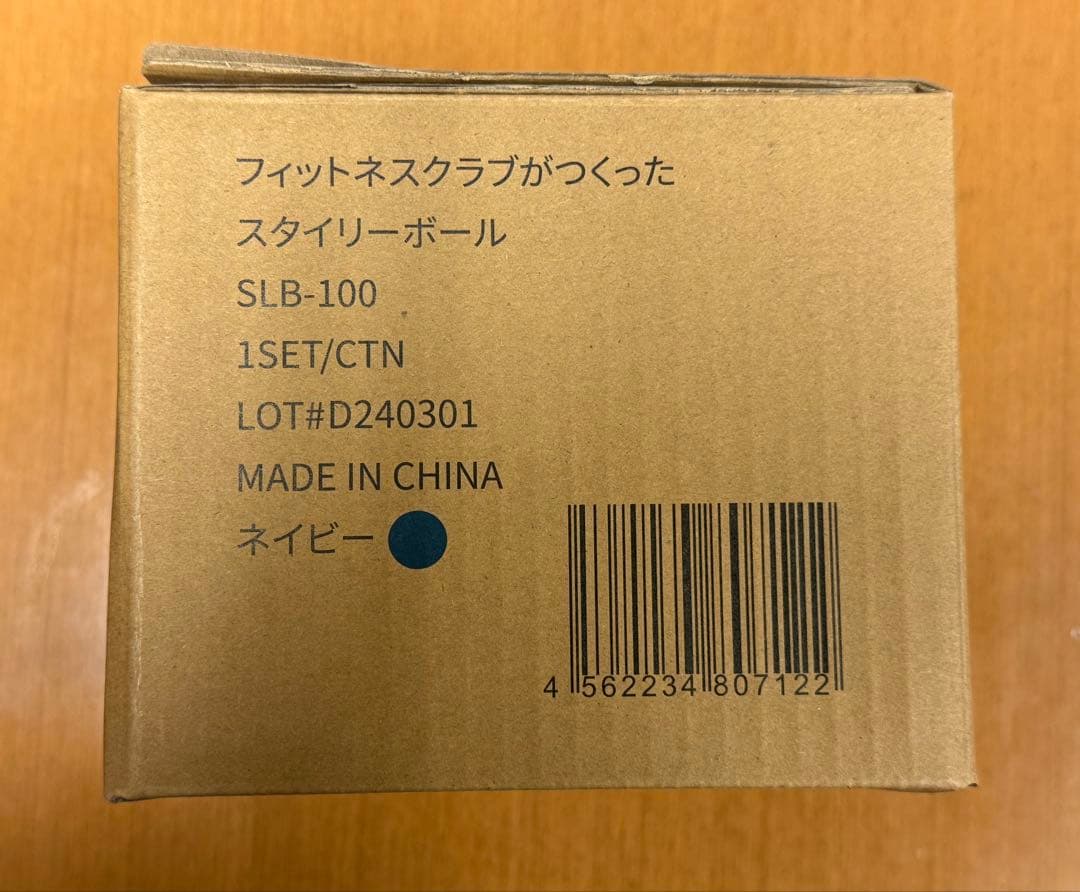 フィットネスクラブがつくった
スタイリーボール
SLB-100
1SET/CTN
LOT#D240301
MADE IN CHINA
ネイビー
4 562234 807122